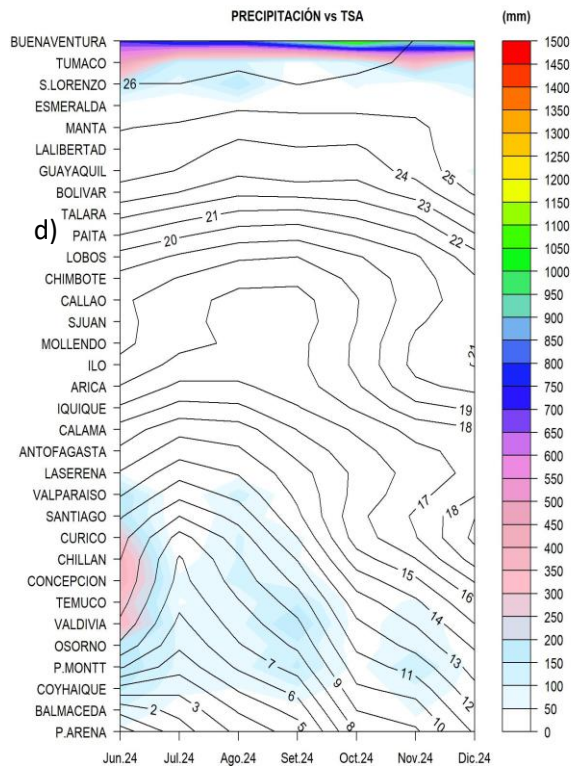 PRECIPITACIÓN vs TSA
(mm)
BUENAVENTURA
TUMACO
S.LORENZO
ESMERALDA
MANTA
LALIBERTAD
GUAYAQUIL
BOLIVAR
TALARA
d)
PAITA
LOBOS
CHIMBOTE
CALLAO
SJUAN
MOLLENDO
ILO
ARICA
IQUIQUE
CALAMA
ANTOFAGASTA
LASERENA
VALPARAISO
SANTIAGO
CURICO
CHILLAN
CONCEPCION
TEMUCO
VALDIVIA
OSORNO
P.MONTT
COYHAIQUE
BALMACEDA
P.ARENA
26
25
24
23
22
21
20
21
19
18
17
18
16
15
14
13
12
11
10
9
8
7
6
5
3
2
Jun.24 Jul.24 Ago.24 Set.24 Oct.24 Nov.24 Dic.24
1500
1450
1400
1350
1300
1250
1200
1150
1100
1050
1000
950
900
850
800
750
700
650
600
550
500
450
400
350
300
250
200
150
100
50
0